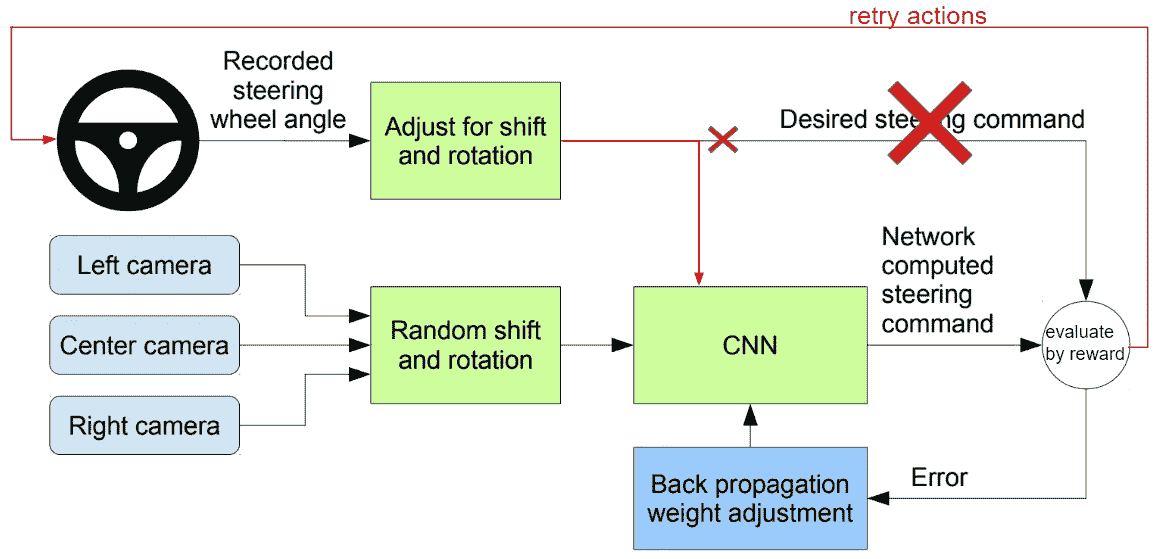 retry actions
Recorded
steering
wheel angle
Adjust for shift
and rotation
Desired steering command
Left camera
Center camera
Right camera
Random shift
and rotation
CNN
Network
computed
steering
command
evaluate
by reward
Back propagation
weight adjustment
Error